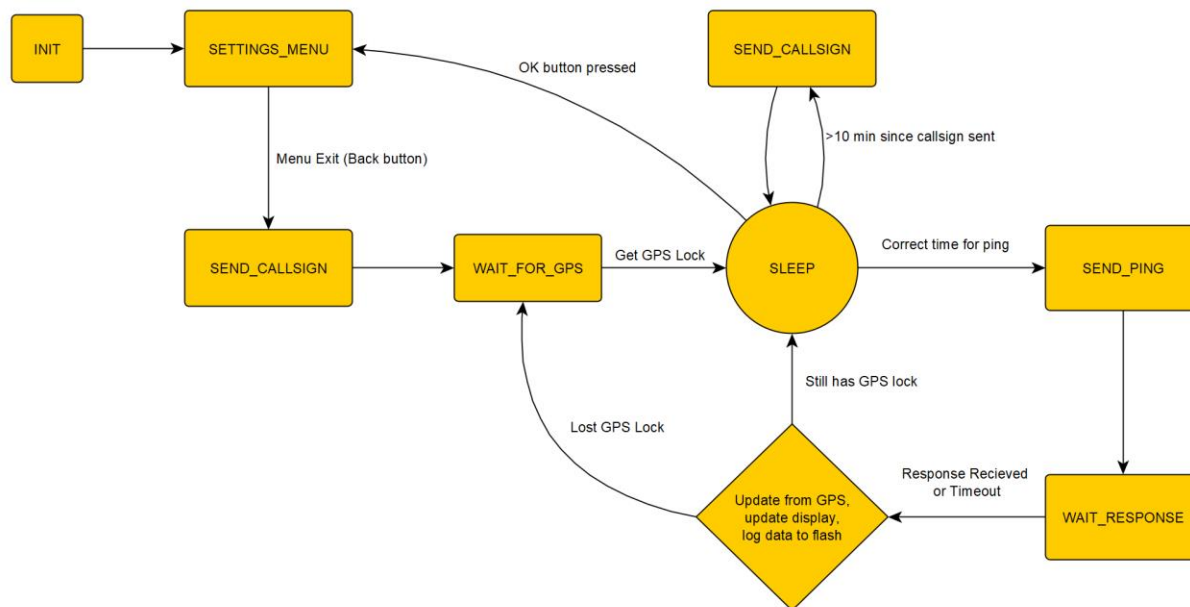 INIT
SETTINGS_MENU
SEND_CALLSIGN
OK button pressed
>10 min since callsign sent
Menu Exit (Back button)
SEND_CALLSIGN
WAIT_FOR_GPS
Get GPS Lock
SLEEP
Correct time for ping
SEND_PING
Still has GPS lock
Lost GPS Lock
Response Recieved
or Timeout
Update from GPS,
update display,
log data to flash
WAIT_RESPONSE